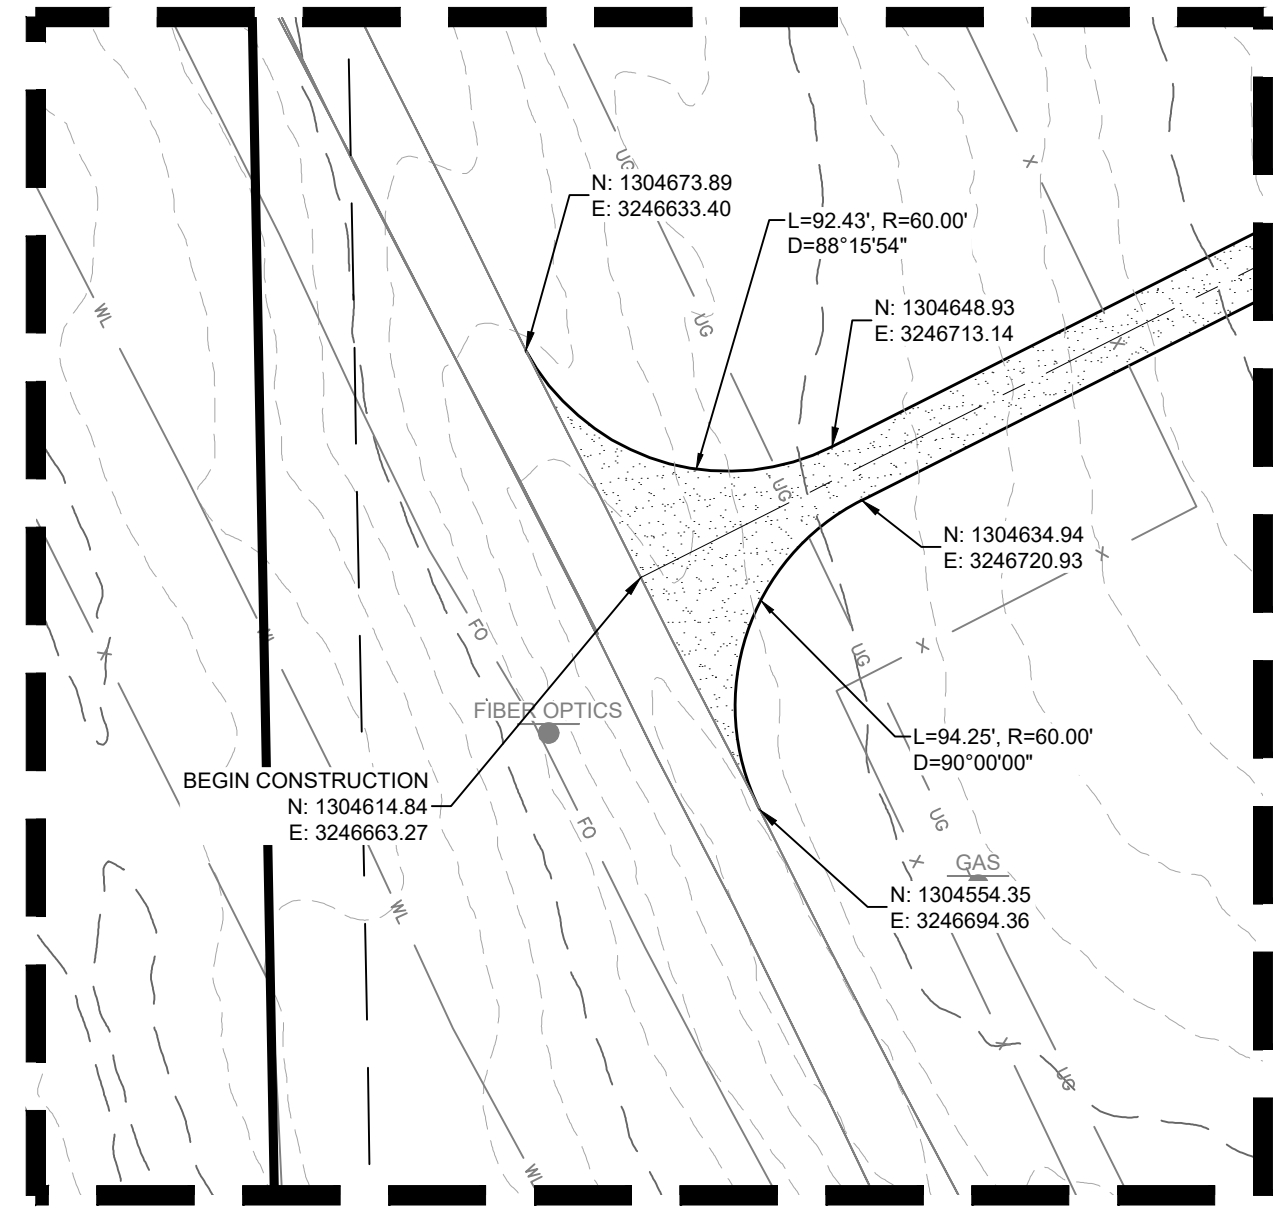 UG
X
N: 1304673.89
E: 3246633.40
L=92.43', R=60.00'
D=88°15'54"
WL
UG
N: 1304648.93
E: 3246713.14
X
UG
N: 1304634.94
E: 3246720.93
X
FO
WL
X
UG
X
FIBER OPTICS
L=94.25', R=60.00'
D=90°00'00"
BEGIN CONSTRUCTION
N: 1304614.84
E: 3246663.27
FO
UG
X
GAS
N: 1304554.35
E: 3246694.36
WL
X
UG
WL